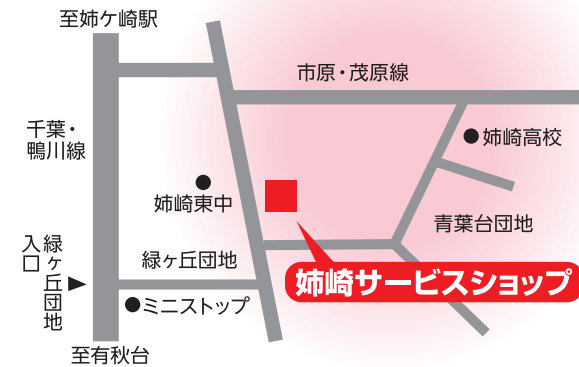 至姉ケ崎駅
市原・茂原線
千葉・
鴨川線
姉崎高校
姉崎東中
青葉台団地
緑ヶ丘団地
入口
緑ヶ丘団地
姉崎サービスショップ
ミニストップ
至有秋台